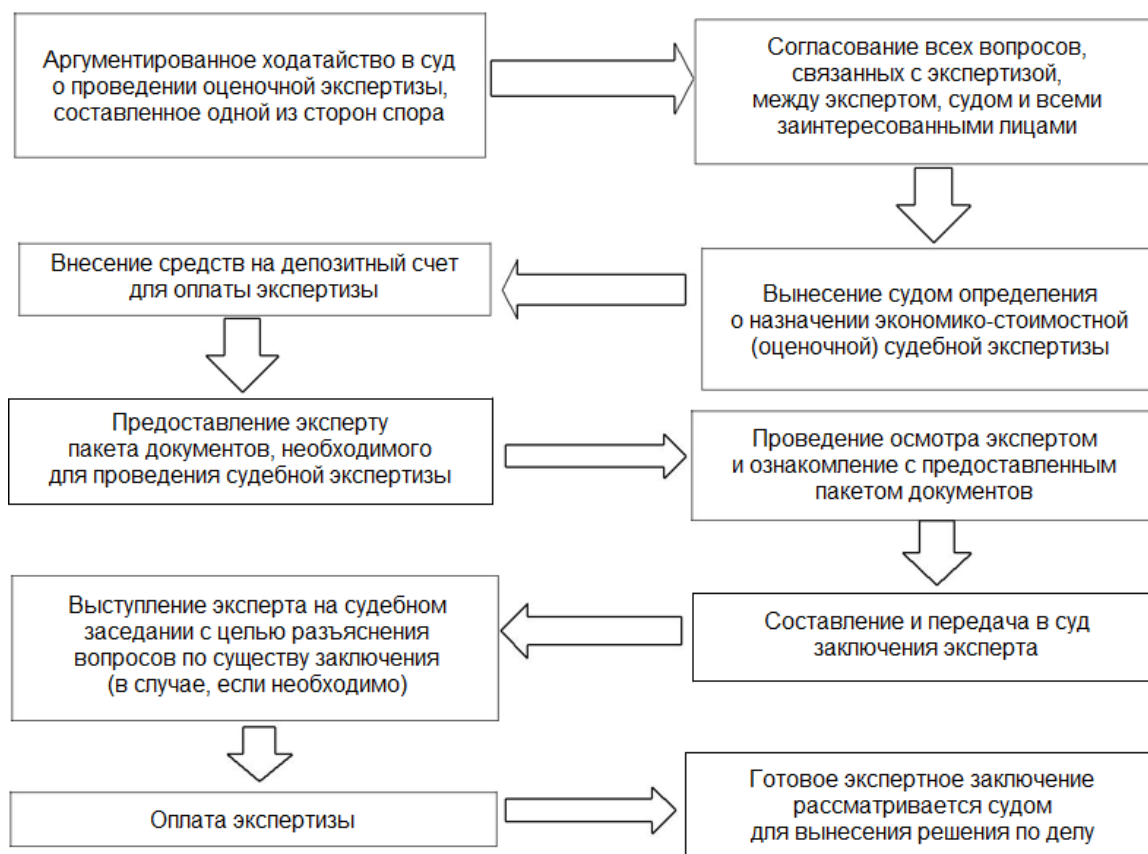 Аргументированное ходатайство в суд
о проведении оценочной экспертизы,
составленное одной из сторон спора
Согласование всех вопросов,
связанных с экспертизой,
между экспертом, судом и всеми
заинтересованными лицами
Вынесение судом определения
о назначении экономико-стоимостной
(оценочной) судебной экспертизы
Внесение средств на депозитный счет
для оплаты экспертизы
Предоставление эксперту
пакета документов, необходимого
для проведения судебной экспертизы
Проведение осмотра экспертом
и ознакомление с предоставленным
пакетом документов
Составление и передача в суд
заключения эксперта
Выступление эксперта на судебном
заседании с целью разъяснения
вопросов по существу заключения
(в случае, если необходимо)
Оплата экспертизы
Готовое экспертное заключение
рассматривается судом
для вынесения решения по делу